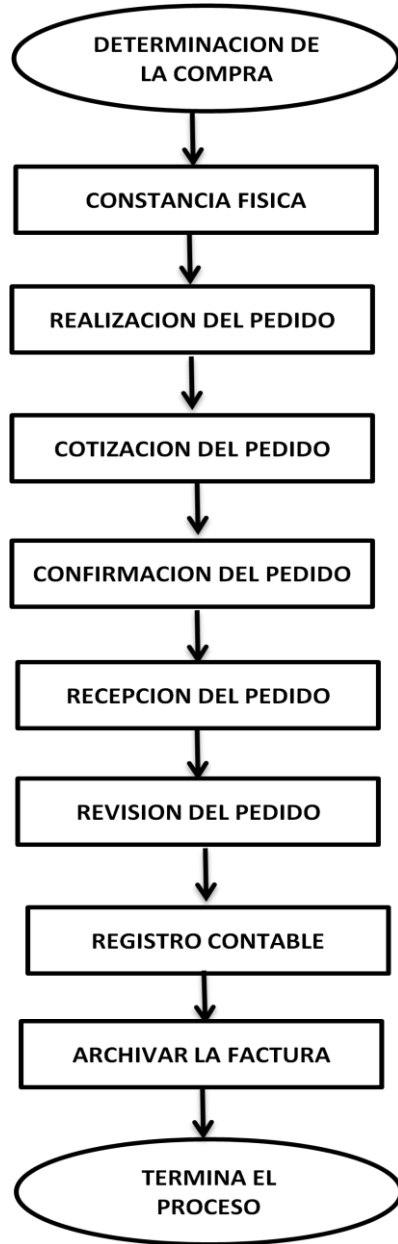 DETERMINACION DE
LA COMPRA
CONSTANCIA FISICA
REALIZACION DEL PEDIDO
COTIZACION DEL PEDIDO
CONFIRMACION DEL PEDIDO
RECEPCION DEL PEDIDO
REVISION DEL PEDIDO
REGISTRO CONTABLE
ARCHIVAR LA FACTURA
TERMINA EL
PROCESO